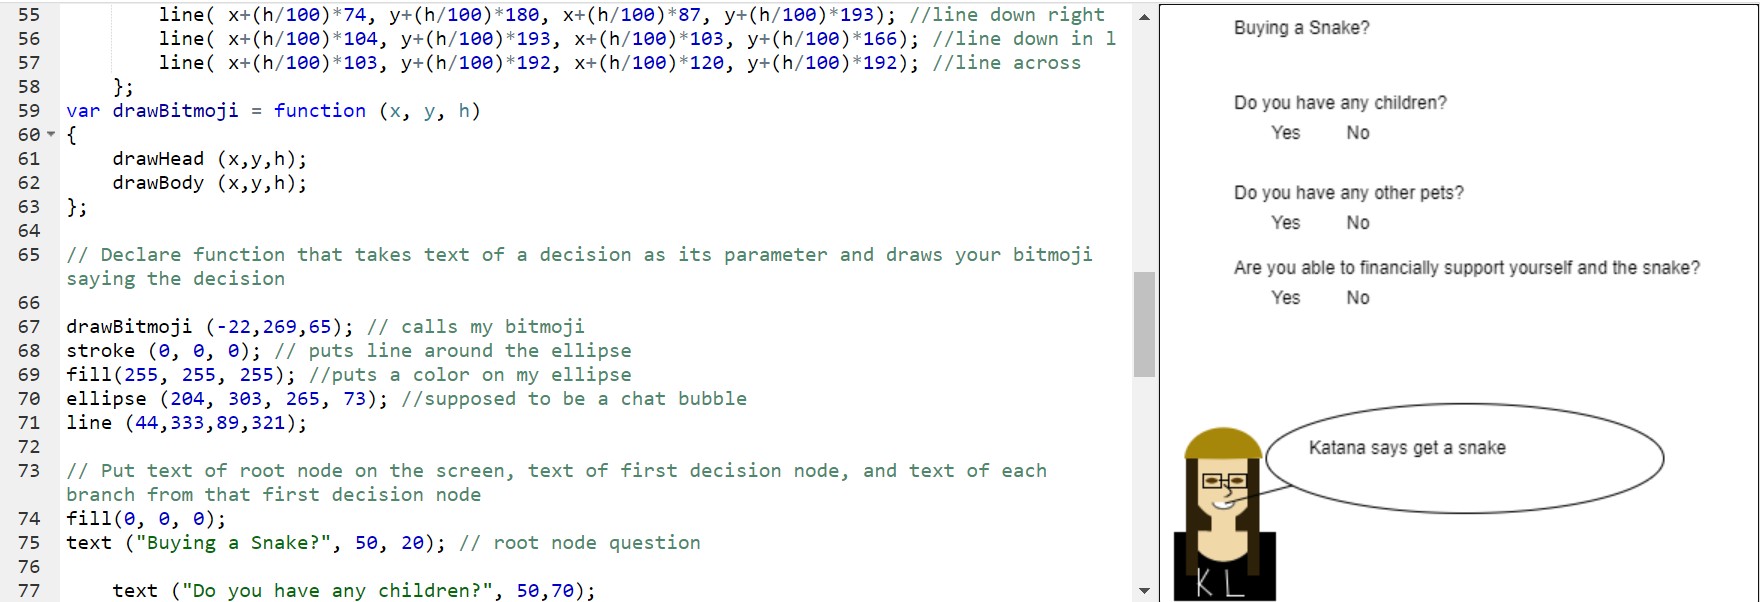 55 line( x+(h/100)*74, y+(h/100)*180, x+(h/100)*87, y+(h/100)*193); //line down right
56 line( x+(h/100)*104, y+(h/100)*193, x+(h/100)*103, y+(h/100)*166); //line down in l
57 line( x+(h/100)*103, y+(h/100)*192, x+(h/100)*120, y+(h/100)*192); //line across
58 };
59 var drawBitmoji = function (x, y, h)
60 {
61 drawHead (x,y,h);
62 drawBody (x,y,h);
63 };
64
65 // Declare function that takes text of a decision as its parameter and draws your bitmoji
saying the decision
66
67 drawBitmoji (-22,269,65); // calls my bitmoji
68 stroke (0, 0, 0); // puts line around the ellipse
69 fill(255, 255, 255); //puts a color on my ellipse
70 ellipse (204, 303, 265, 73); //supposed to be a chat bubble
71 line (44,333,89,321);
72
73 // Put text of root node on the screen, text of first decision node, and text of each
branch from that first decision node
74 fill(0, 0, 0);
75 text ("Buying a Snake?", 50, 20); // root node question
76
77 text ("Do you have any children?", 50,70);
Buying a Snake?
Do you have any children?
Yes No
Do you have any other pets?
Yes No
Are you able to financially support yourself and the snake?
Yes No
Katana says get a snake
K L